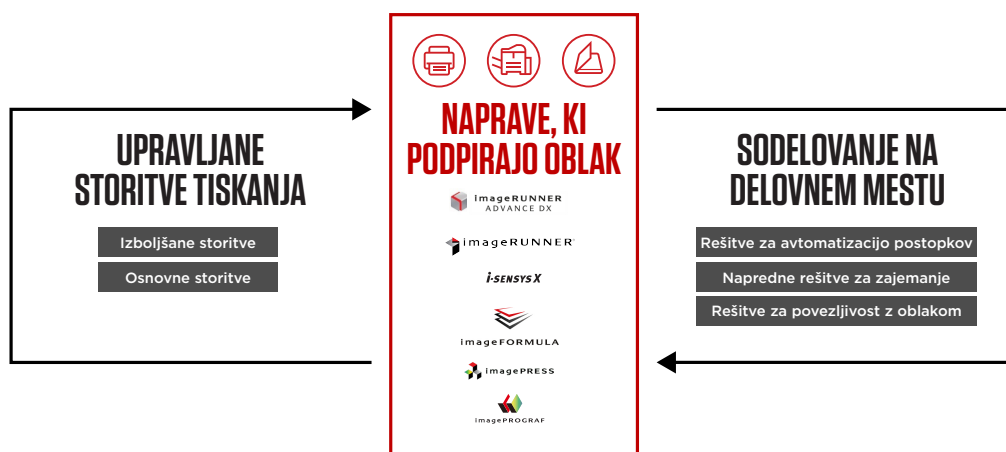 UPRAVLJANE
STORITVE TISKANJA
Izboljšane storitve
Osnovne storitve
NAPRAVE, KI
PODPIRAJO OBLAK
imageRUNNER
ADVANCE DX
imageRUNNER
i-SENSYS X
imageFORMULA
imagePRESS
imagePROGRAF
SODELOVANJE NA
DELOVNEM MESTU
Rešitve za avtomatizacijo postopkov
Napredne rešitve za zajemanje
Rešitve za povezljivost z oblakom